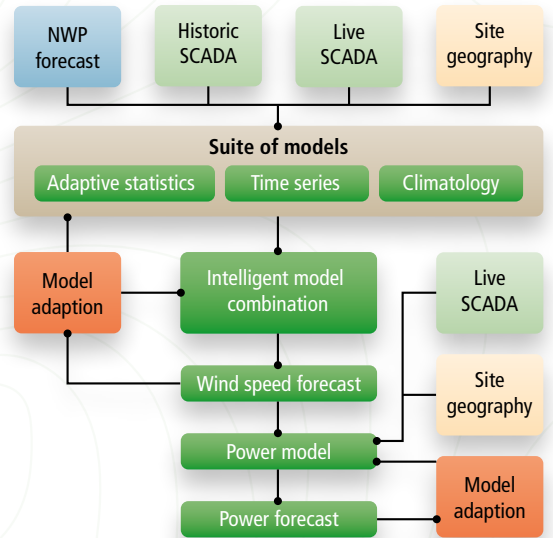 NWP
forecast
Historic
SCADA
Live
SCADA
Site
geography
Suite of models
Adaptive statistics
Time series
Climatology
Model
adaption
Intelligent model
combination
Live
SCADA
Wind speed forecast
Site
geography
Power model
Model
adaption
Power forecast